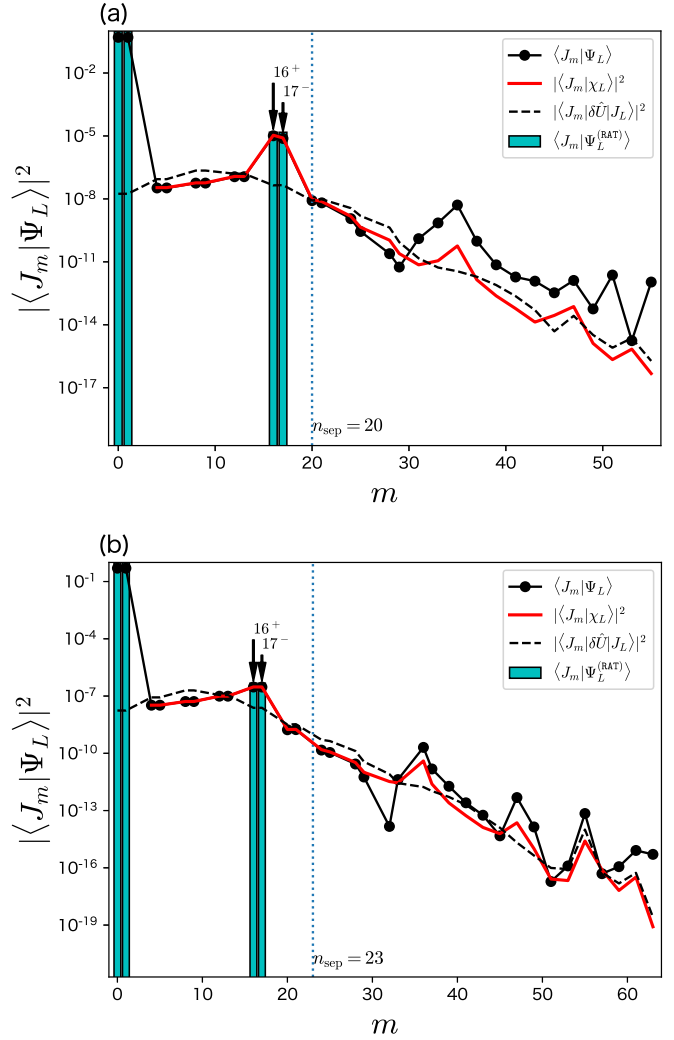 (a)
|⟨J_m|Ψ_L⟩|²
10⁻²
10⁻⁵
10⁻⁸
10⁻¹¹
10⁻¹⁴
10⁻¹⁷
16⁺
17⁻
⟨J_m|Ψ_L⟩
|⟨J_m|χ_L⟩|²
|⟨J_m|δÛ|J_L⟩|²
⟨J_m|Ψ_L^(RAT)⟩
n_sep = 20
0 10 20 30 40 50
m
(b)
|⟨J_m|Ψ_L⟩|²
10⁻¹
10⁻⁴
10⁻⁷
10⁻¹⁰
10⁻¹³
10⁻¹⁶
10⁻¹⁹
16⁺
17⁻
⟨J_m|Ψ_L⟩
|⟨J_m|χ_L⟩|²
|⟨J_m|δÛ|J_L⟩|²
⟨J_m|Ψ_L^(RAT)⟩
n_sep = 23
0 10 20 30 40 50 60
m